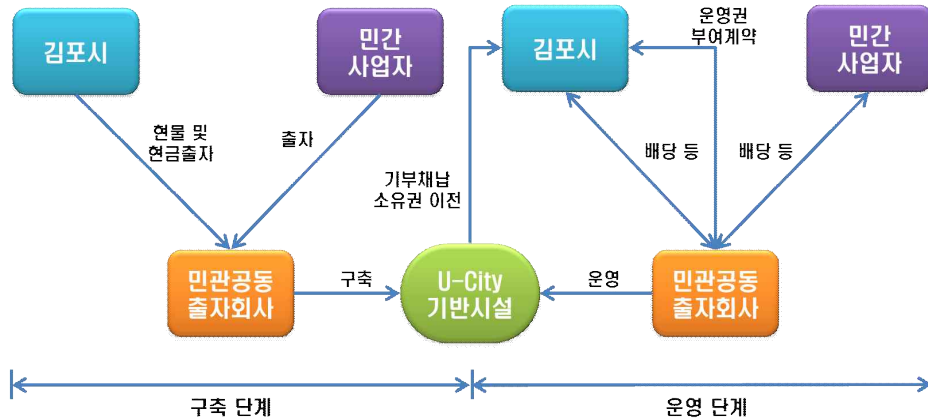 김포시
민간
사업자
현물 및
현금출자
출자
민관공동
출자회사
구축
U-City
기반시설
기부채납
소유권 이전
김포시
운영권
부여계약
민간
사업자
배당 등
배당 등
운영
민관공동
출자회사
구축 단계
운영 단계